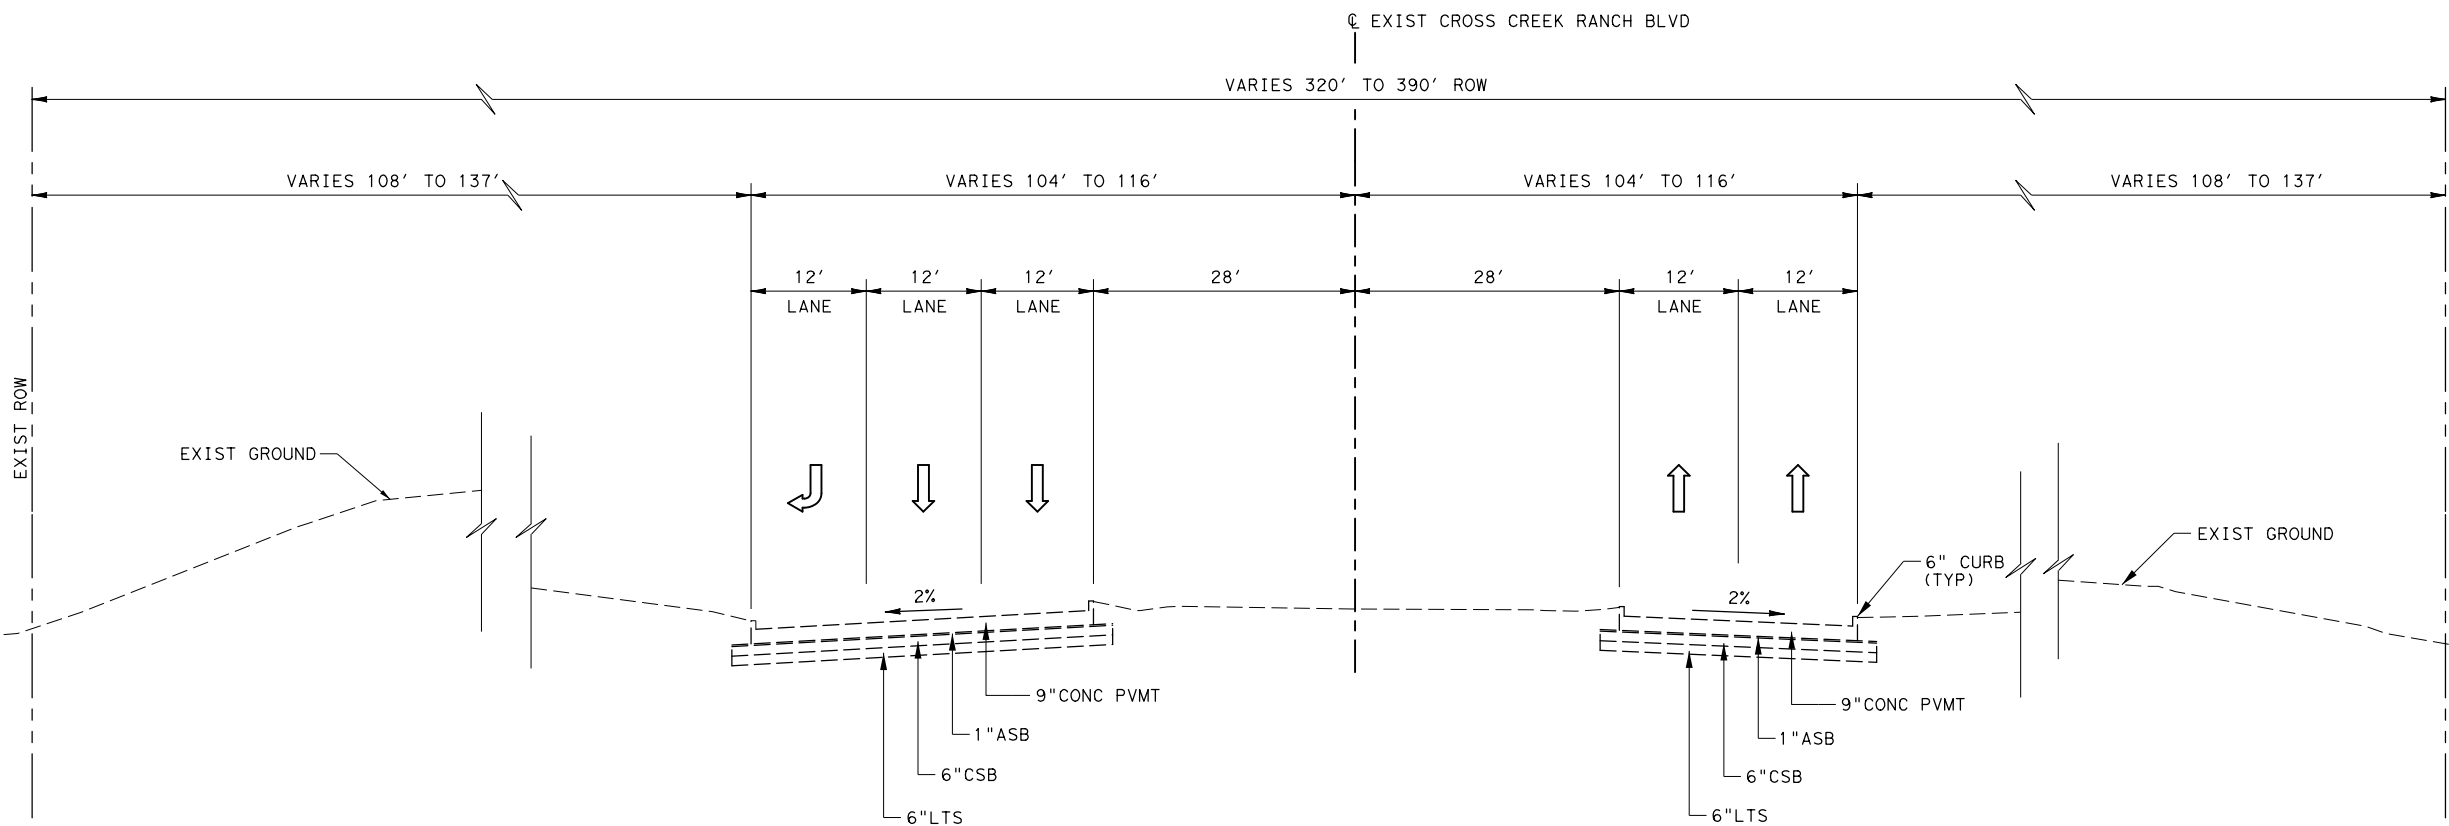 ℄ EXIST CROSS CREEK RANCH BLVD
VARIES 320' TO 390' ROW
VARIES 108' TO 137'
VARIES 104' TO 116'
VARIES 104' TO 116'
VARIES 108' TO 137'
12'
LANE
12'
LANE
12'
LANE
28'
28'
12'
LANE
12'
LANE
EXIST ROW
EXIST GROUND
EXIST GROUND
6" CURB
(TYP)
2%
2%
9"CONC PVMT
1"ASB
6"CSB
6"LTS
9"CONC PVMT
1"ASB
6"CSB
6"LTS